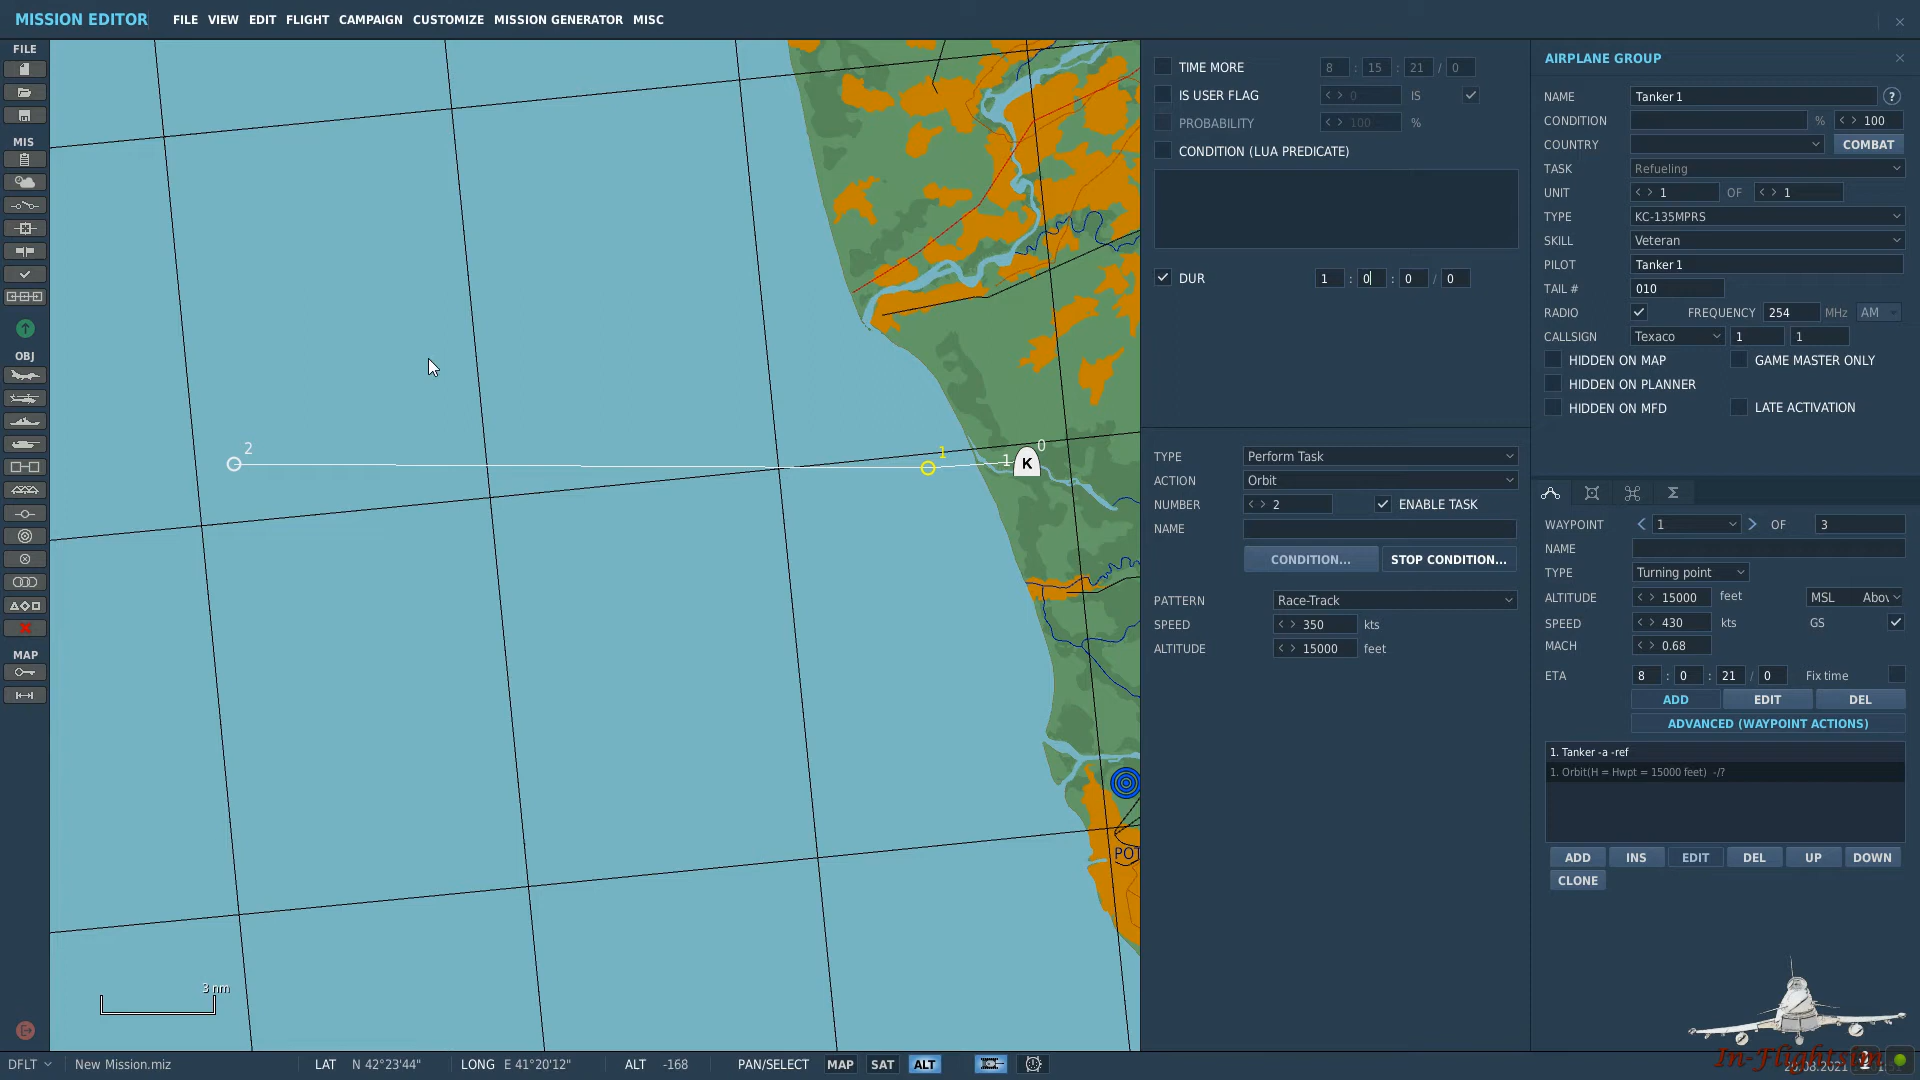 MISSION EDITOR
FILE VIEW EDIT FLIGHT CAMPAIGN CUSTOMIZE MISSION GENERATOR MISC
FILE
MIS
OBJ
MAP
2
1
1
0
K
POT
3 nm
TIME MORE 8 : 15 : 21 / 0
IS USER FLAG 0 IS
PROBABILITY 100 %
CONDITION (LUA PREDICATE)
DUR 1 : 0 : 0 / 0
TYPE Perform Task
ACTION Orbit
NUMBER 2 ENABLE TASK
NAME
CONDITION... STOP CONDITION...
PATTERN Race-Track
SPEED 350 kts
ALTITUDE 15000 feet
AIRPLANE GROUP
NAME Tanker 1 ?
CONDITION % 100
COUNTRY COMBAT
TASK Refueling
UNIT 1 OF 1
TYPE KC-135MPRS
SKILL Veteran
PILOT Tanker 1
TAIL # 010
RADIO FREQUENCY 254 MHz AM
CALLSIGN Texaco 1 1
HIDDEN ON MAP GAME MASTER ONLY
HIDDEN ON PLANNER
HIDDEN ON MFD LATE ACTIVATION
WAYPOINT 1 OF 3
NAME
TYPE Turning point
ALTITUDE 15000 feet MSL Abov
SPEED 430 kts GS
MACH 0.68
ETA 8 : 0 : 21 / 0 Fix time
ADD EDIT DEL
ADVANCED (WAYPOINT ACTIONS)
1. Tanker -a -ref
1. Orbit(H = Hwpt = 15000 feet) -/?
ADD INS EDIT DEL UP DOWN
CLONE
DFLT New Mission.miz LAT N 42°23'44" LONG E 41°20'12" ALT -168 PAN/SELECT MAP SAT ALT